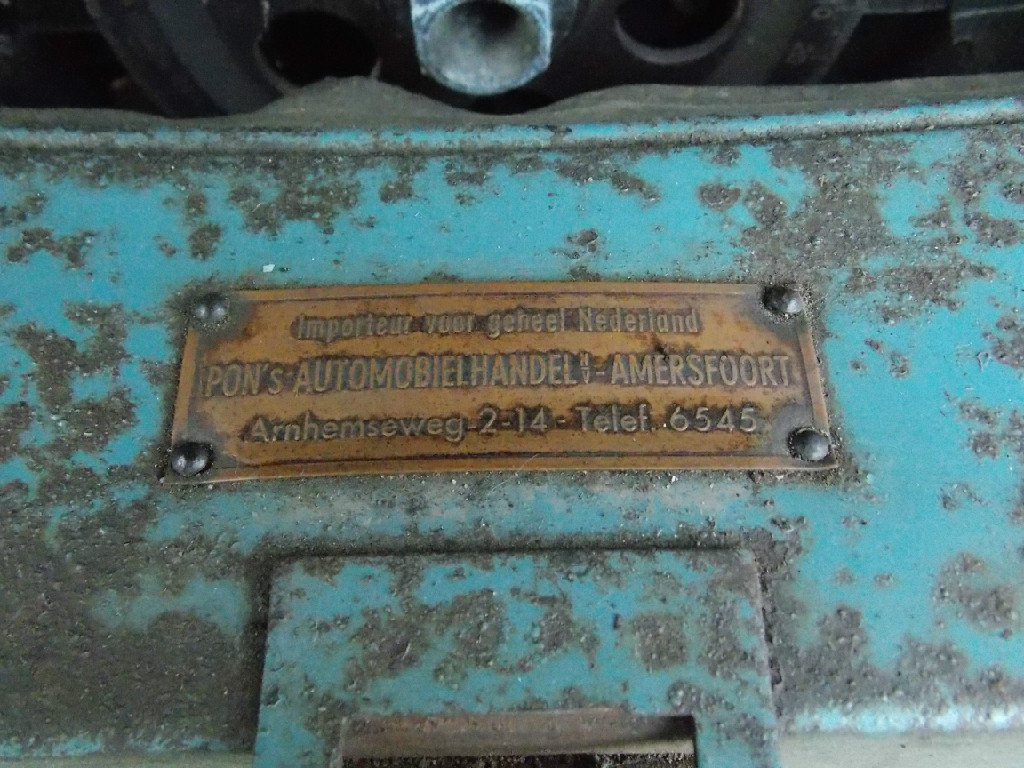 Importeur voor geheel Nederland
PON'S-AUTOMOBIELHANDEL N/V-AMERSFOORT
Arnhemseweg 2-14 - Telef. 6545